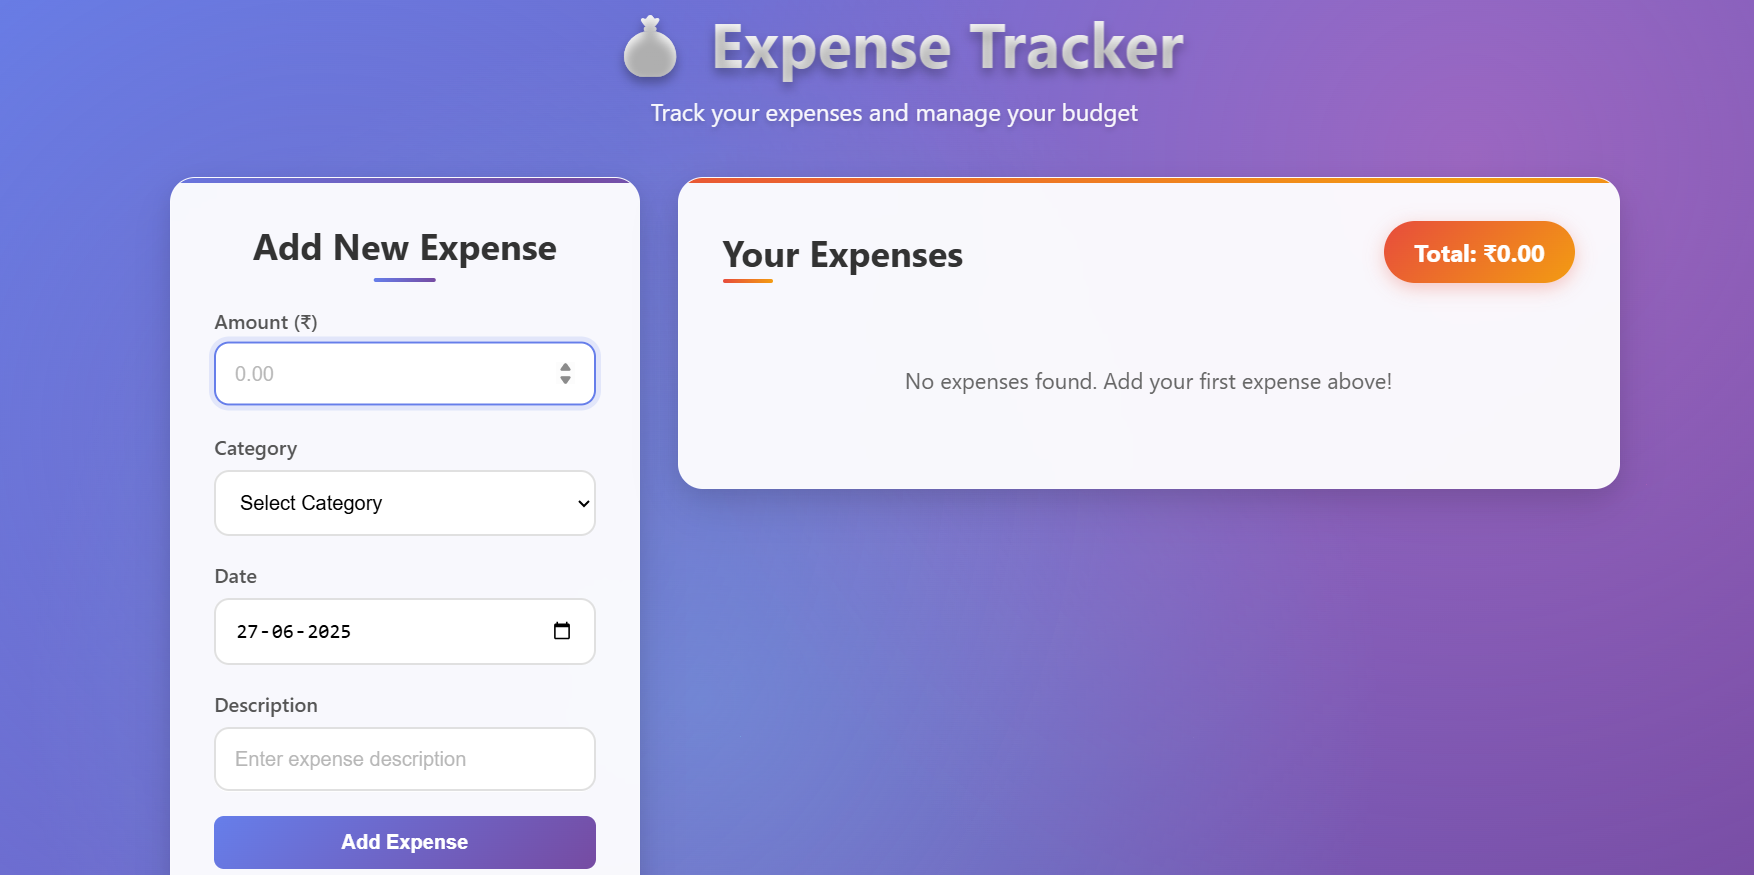 Expense Tracker
Track your expenses and manage your budget
Add New Expense
Amount (₹)
0.00
Category
Select Category
Date
27-06-2025
Description
Enter expense description
Add Expense
Your Expenses
Total: ₹0.00
No expenses found. Add your first expense above!